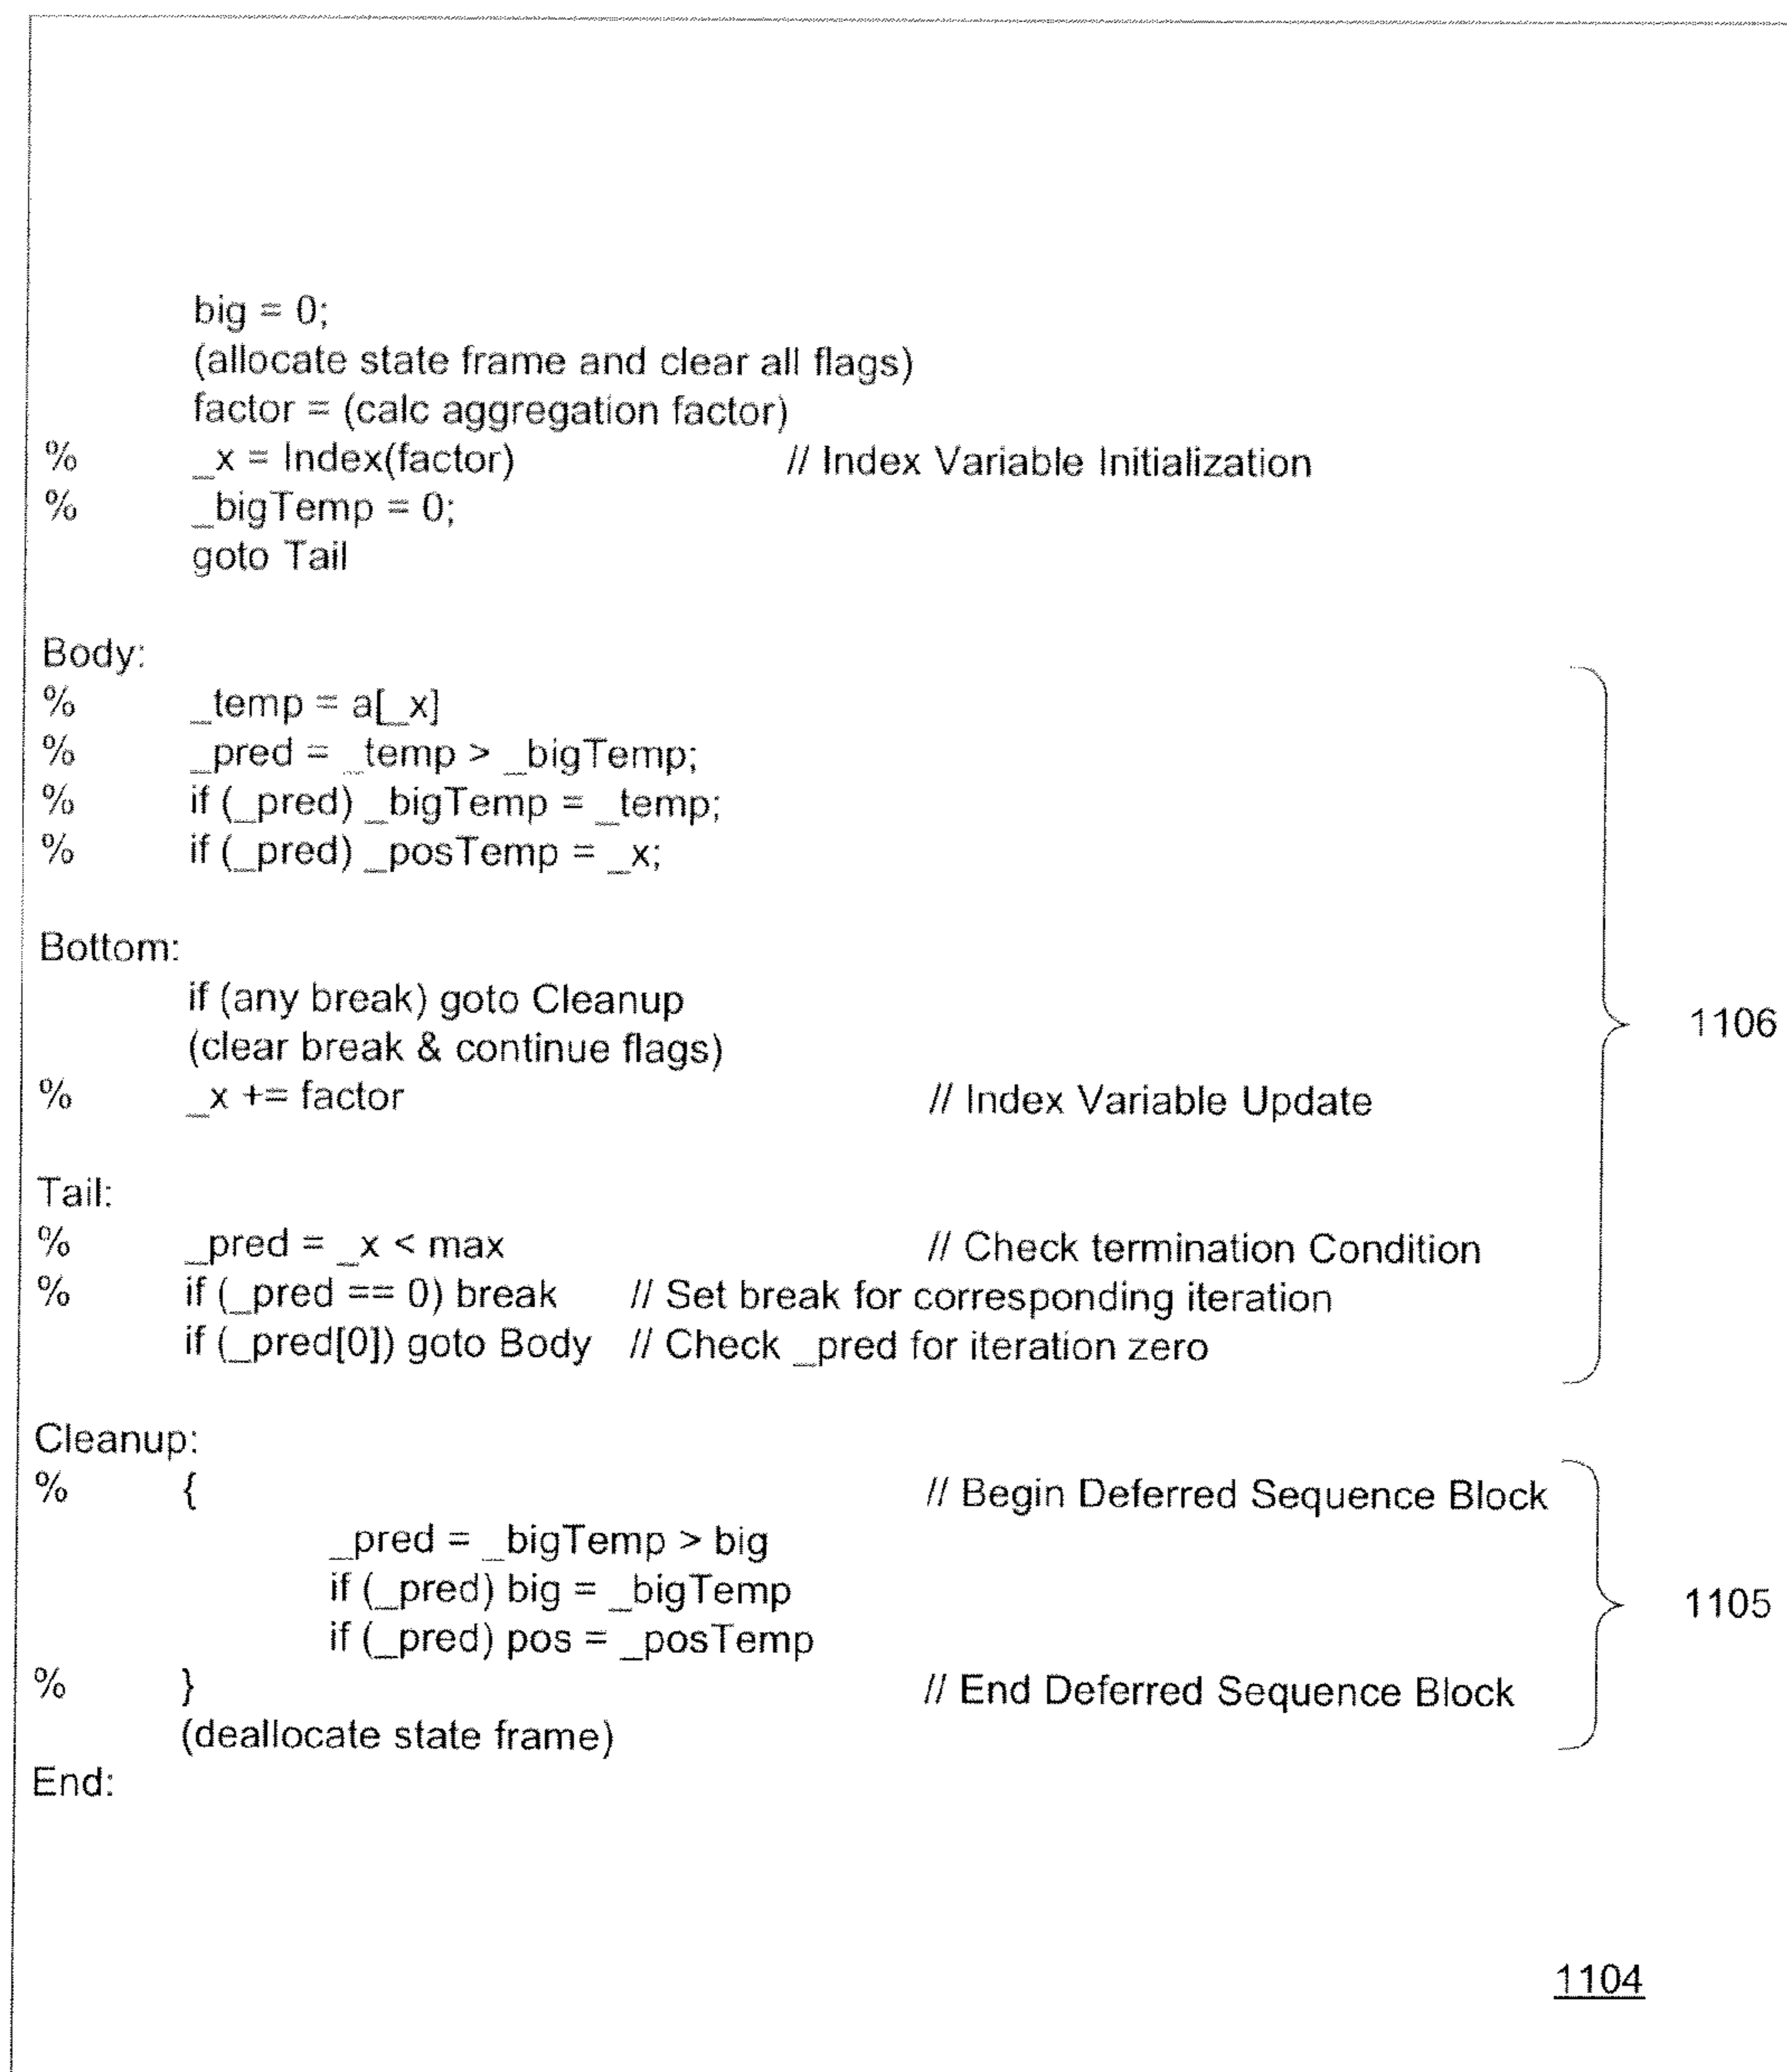 big = 0;
(allocate state frame and clear all flags)
factor = (calc aggregation factor)
% _x = Index(factor) // Index Variable Initialization
% _bigTemp = 0;
goto Tail
Body:
% _temp = a[_x]
% _pred = _temp > _bigTemp;
% if (_pred) _bigTemp = _temp;
% if (_pred) _posTemp = _x;
Bottom:
if (any break) goto Cleanup
(clear break & continue flags)
1106
% _x += factor // Index Variable Update
Tail:
% _pred = _x < max // Check termination Condition
% if (_pred == 0) break // Set break for corresponding iteration
if (_pred[0]) goto Body // Check _pred for iteration zero
Cleanup:
% { // Begin Deferred Sequence Block
_pred = _bigTemp > big
if (_pred) big = _bigTemp
1105
if (_pred) pos = _posTemp
% } // End Deferred Sequence Block
(deallocate state frame)
End:
1104